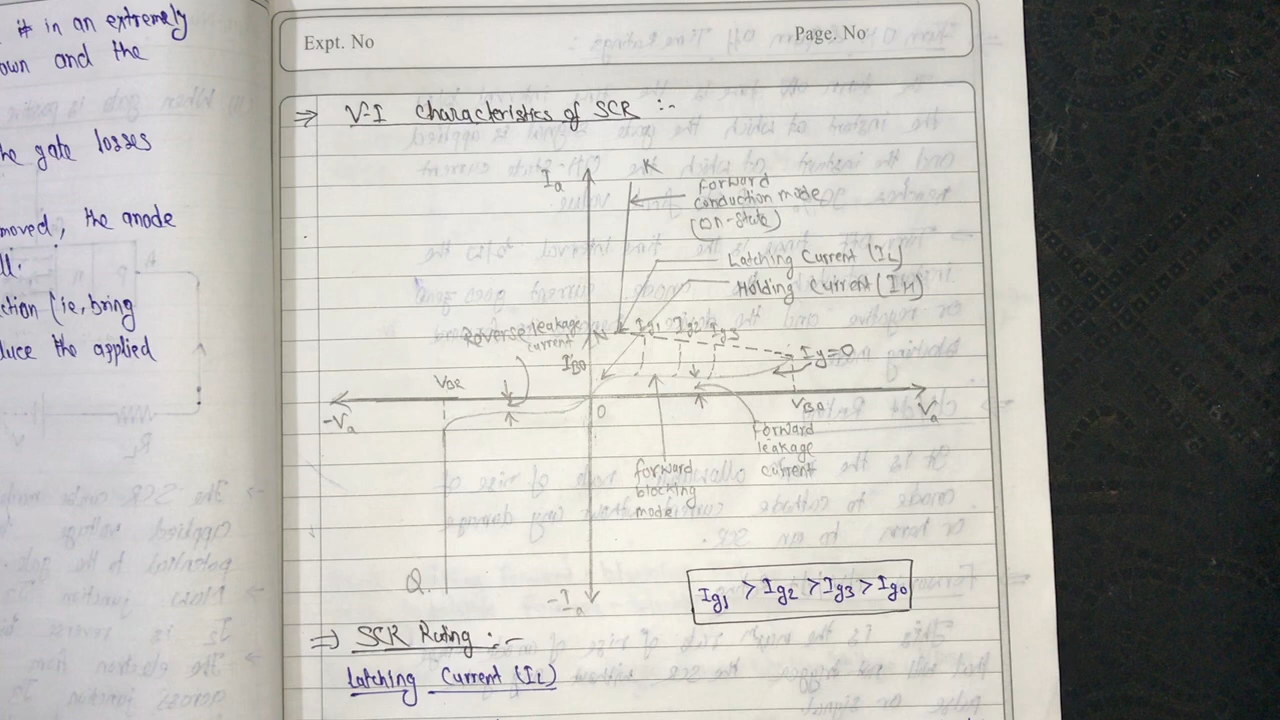 it in an extremely
own and the
he gate losses
moved, the anode
ll.
ction (ie, bring
duce the applied
Expt. No
Page. No
⇒ V-I Characteristics of SCR :-
Ia
K
forward
conduction mode
(on-state)
Latching Current (IL)
Holding Current (IH)
Reverse leakage
current
N
Ig1 Ig2 Ig3
IBO
Ig=0
VBR
-Va
O
VBO
Va
forward
leakage
current
forward
blocking
mode
Q.
-Ia
Ig1 > Ig2 > Ig3 > Ig0
⇒ SCR Rating :-
Latching Current (IL)